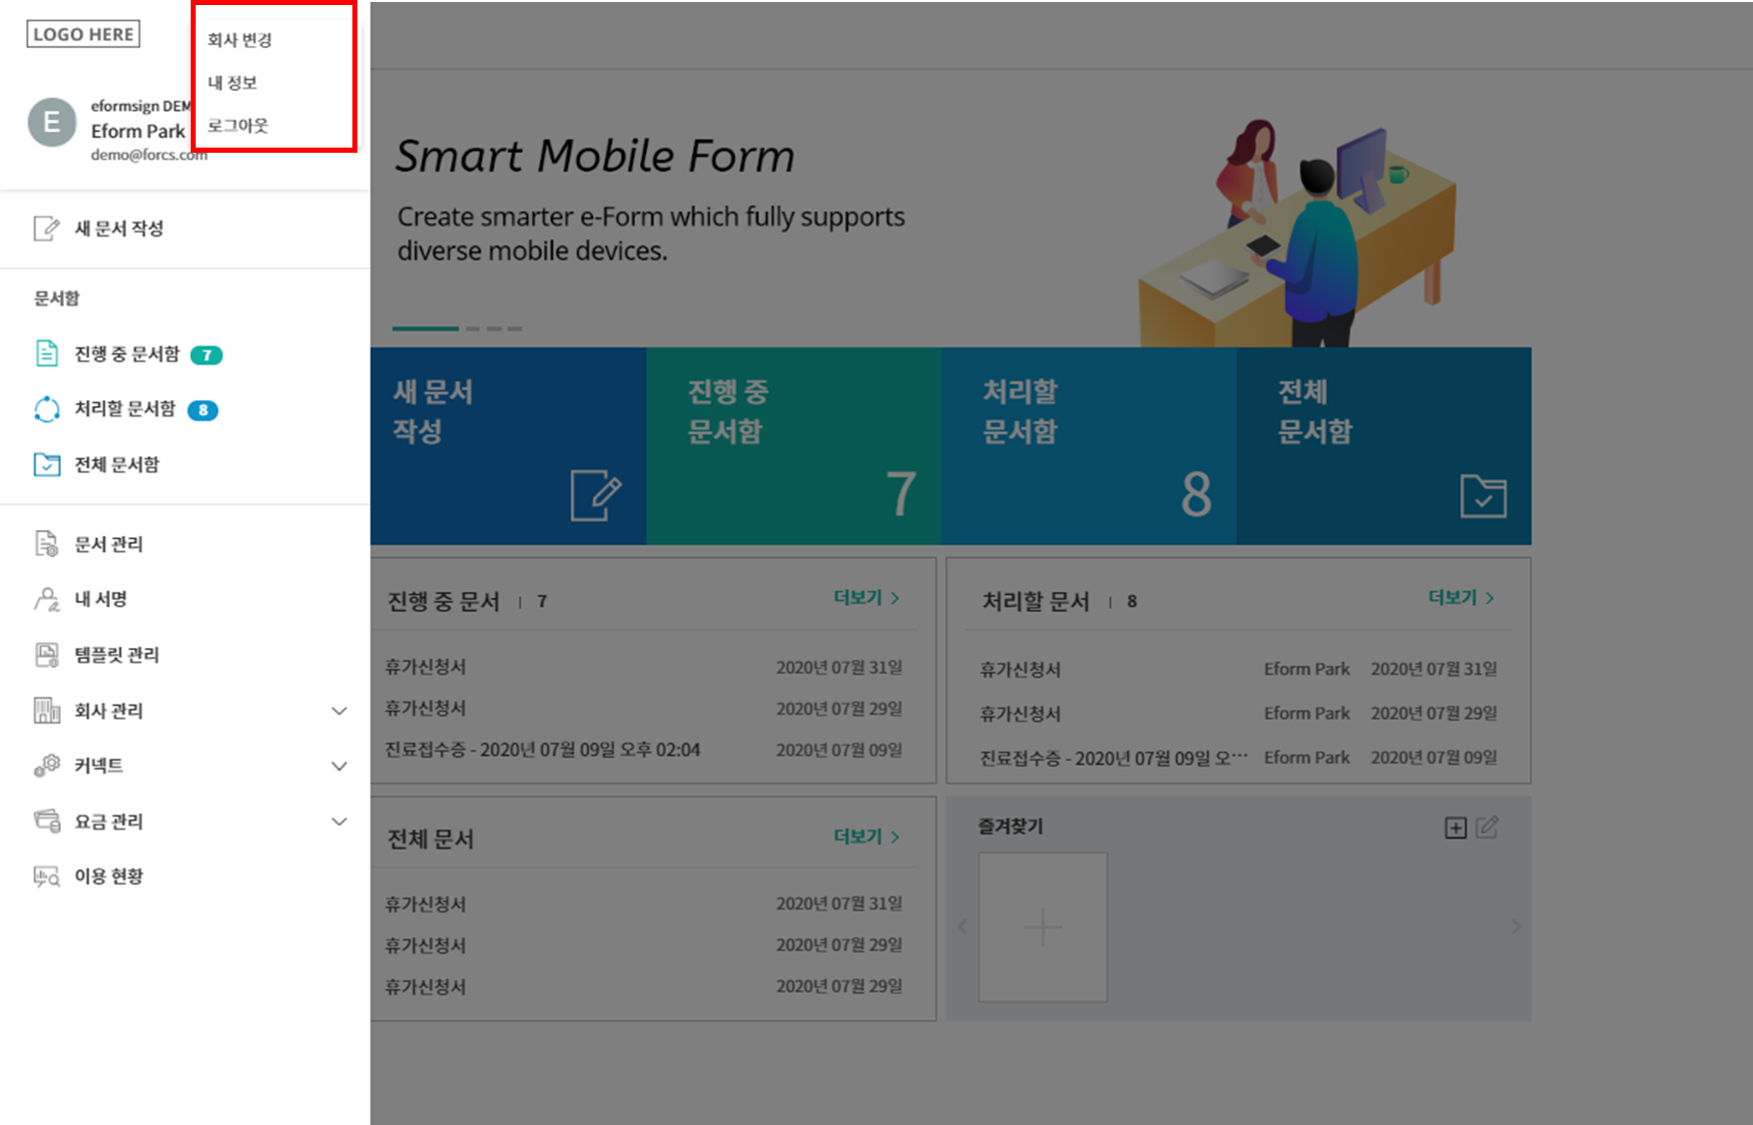 LOGO HERE
회사 변경
내 정보
로그아웃
E
eformsign DEM
Eform Park
demo@forcs.com
새 문서 작성
문서함
진행 중 문서함 7
처리할 문서함 8
전체 문서함
문서 관리
내 서명
템플릿 관리
회사 관리
커넥트
요금 관리
이용 현황
Smart Mobile Form
Create smarter e-Form which fully supports
diverse mobile devices.
새 문서
작성
진행 중
문서함
7
처리할
문서함
8
전체
문서함
진행 중 문서 | 7
더보기 >
휴가신청서 2020년 07월 31일
휴가신청서 2020년 07월 29일
진료접수증 - 2020년 07월 09일 오후 02:04 2020년 07월 09일
처리할 문서 | 8
더보기 >
휴가신청서 Eform Park 2020년 07월 31일
휴가신청서 Eform Park 2020년 07월 29일
진료접수증 - 2020년 07월 09일 오··· Eform Park 2020년 07월 09일
전체 문서
더보기 >
휴가신청서 2020년 07월 31일
휴가신청서 2020년 07월 29일
휴가신청서 2020년 07월 29일
즐겨찾기